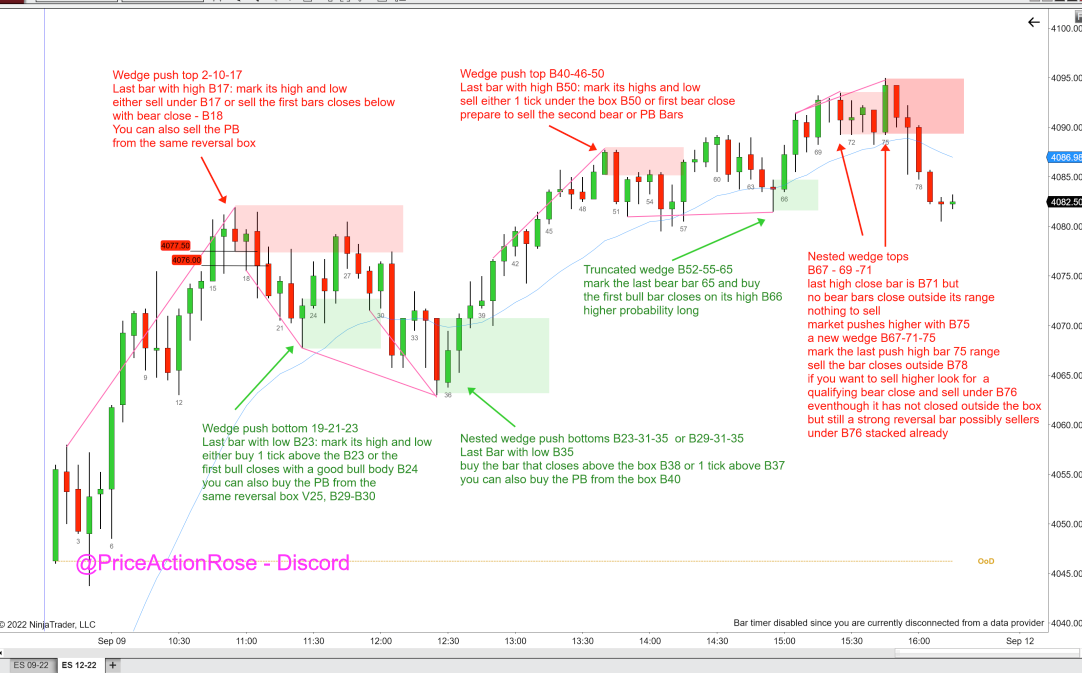 4100.00
4095.00
4090.00
4086.98
4085.00
4082.50
4080.00
4075.00
4070.00
4065.00
4060.00
4055.00
4050.00
4045.00
4040.00
Wedge push top 2-10-17
Last bar with high B17: mark its high and low
either sell under B17 or sell the first bars closes below
with bear close - B18
You can also sell the PB
from the same reversal box
Wedge push top B40-46-50
Last bar with high B50: mark its highs and low
sell either 1 tick under the box B50 or first bear close
prepare to sell the second bear or PB Bars
4077.50
4076.00
Truncated wedge B52-55-65
mark the last bear bar 65 and buy
the first bull bar closes on its high B66
higher probability long
Nested wedge tops
B67 - 69 -71
last high close bar is B71 but
no bear bars close outside its range
nothing to sell
market pushes higher with B75
a new wedge B67-71-75
mark the last push high bar 75 range
sell the bar closes outside B78
if you want to sell higher look for a
qualifying bear close and sell under B76
eventhough it has not closed outside the box
but still a strong reversal bar possibly sellers
under B76 stacked already
Wedge push bottom 19-21-23
Last bar with low B23: mark its high and low
either buy 1 tick above the B23 or the
first bull closes with a good bull body B24
you can also buy the PB from the
same reversal box V25, B29-B30
Nested wedge push bottoms B23-31-35 or B29-31-35
Last Bar with low B35
buy the bar that closes above the box B38 or 1 tick above B37
you can also buy the PB from the box B40
3
6
9
12
15
18
21
24
27
30
33
36
39
42
45
48
51
54
57
60
63
66
69
72
75
78
@PriceActionRose - Discord
OoD
© 2022 NinjaTrader, LLC
Bar timer disabled since you are currently disconnected from a data provider
Sep 09
10:30
11:00
11:30
12:00
12:30
13:00
13:30
14:00
14:30
15:00
15:30
16:00
Sep 12
ES 09-22
ES 12-22
+